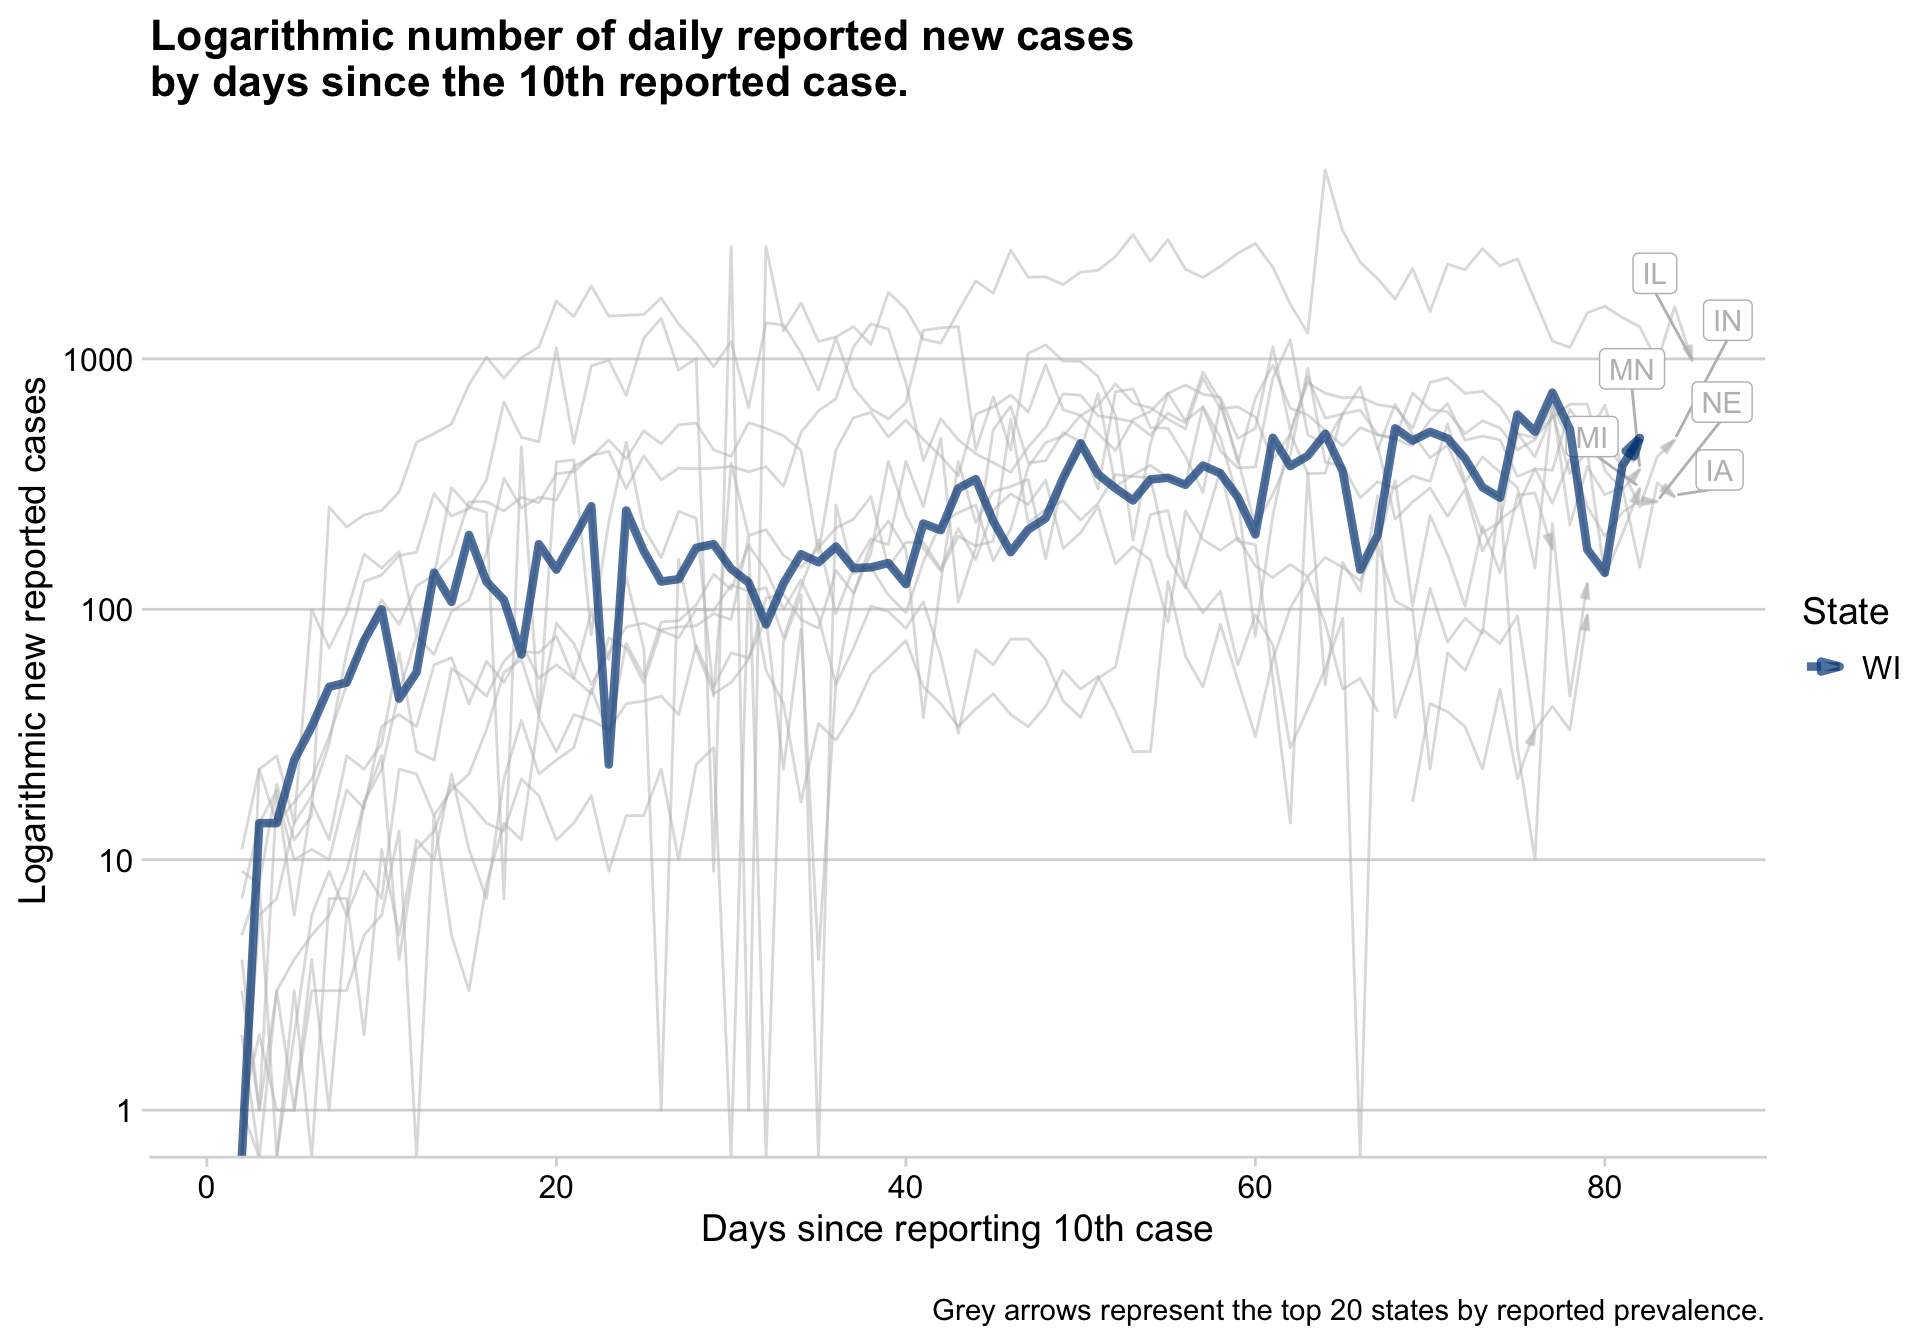 Logarithmic number of daily reported new cases
by days since the 10th reported case.
Logarithmic new reported cases
1000
100
10
1
IL
IN
MN
NE
MI
IA
State
WI
0
20
40
60
80
Days since reporting 10th case
Grey arrows represent the top 20 states by reported prevalence.